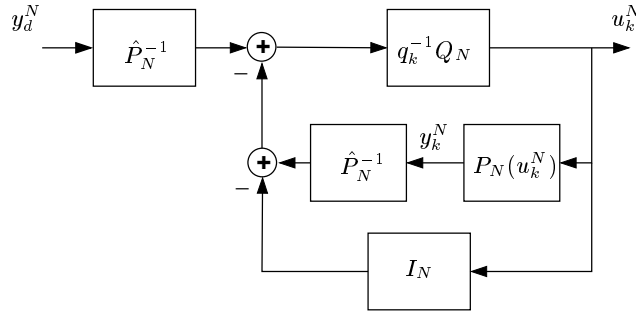 y_d^N
\hat{P}_N^{-1}
+
−
q_k^{-1} Q_N
u_k^N
+
−
\hat{P}_N^{-1}
y_k^N
P_N(u_k^N)
I_N